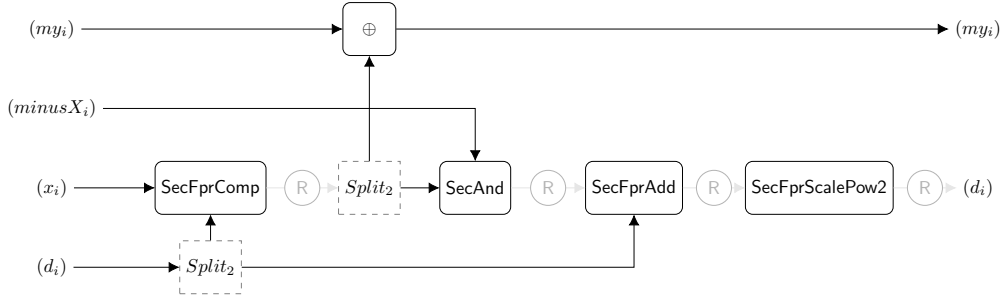 (my_i) ⊕ (my_i)
(minusX_i)
(x_i) SecFprComp R Split_2 SecAnd R SecFprAdd R SecFprScalePow2 R (d_i)
(d_i) Split_2